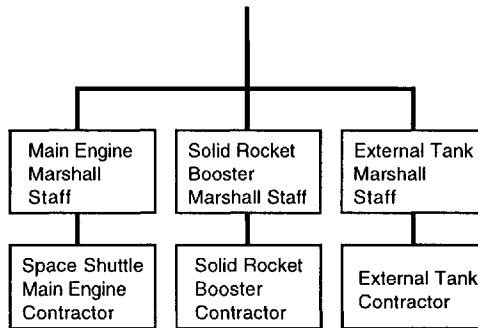 Main Engine
Marshall
Staff
Solid Rocket
Booster
Marshall Staff
External Tank
Marshall
Staff
Space Shuttle
Main Engine
Contractor
Solid Rocket
Booster
Contractor
External Tank
Contractor